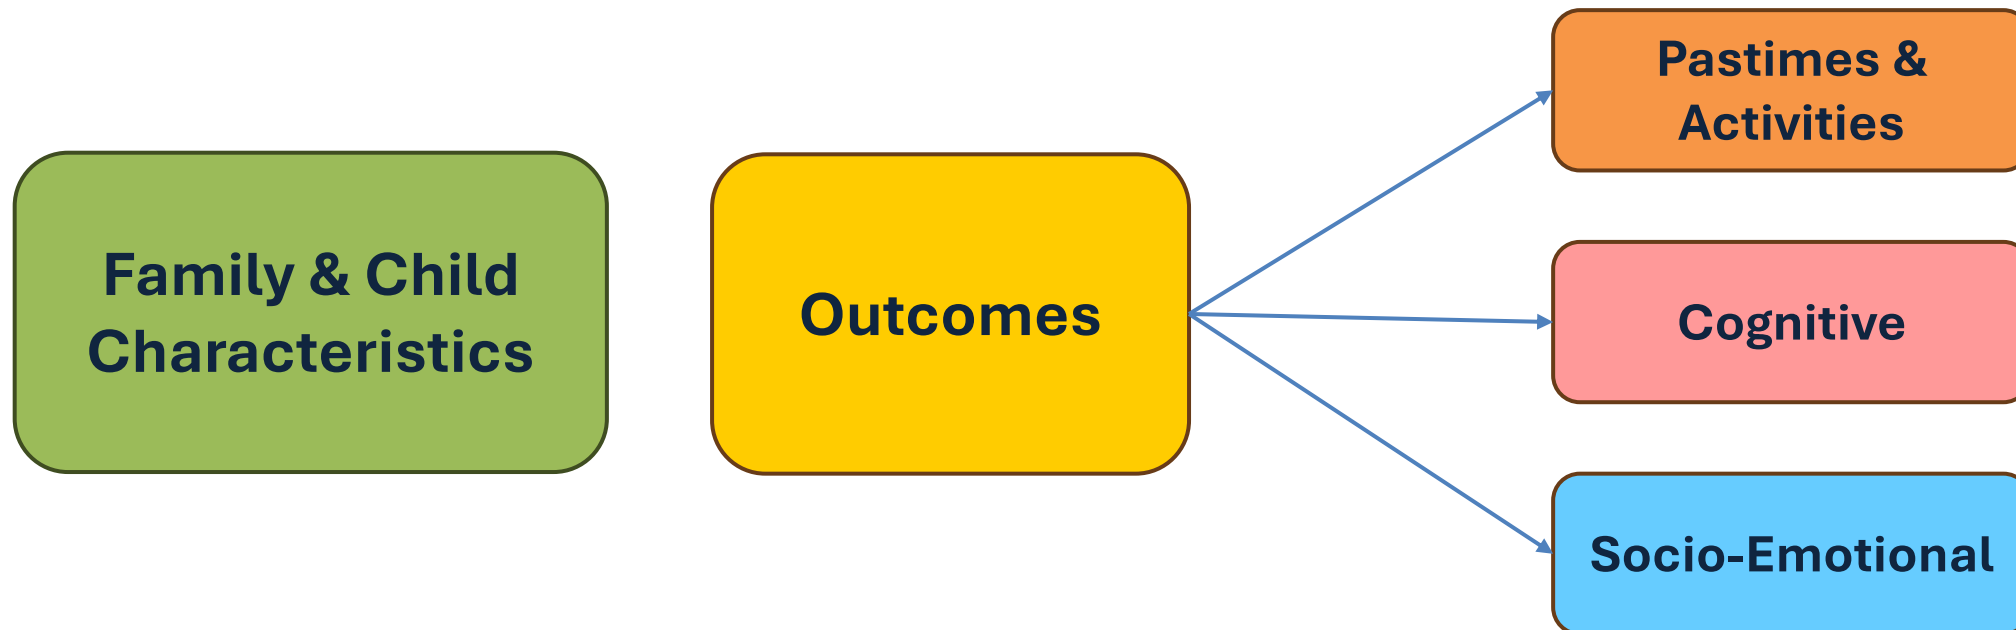 Family & Child
Characteristics
Outcomes
Pastimes &
Activities
Cognitive
Socio-Emotional